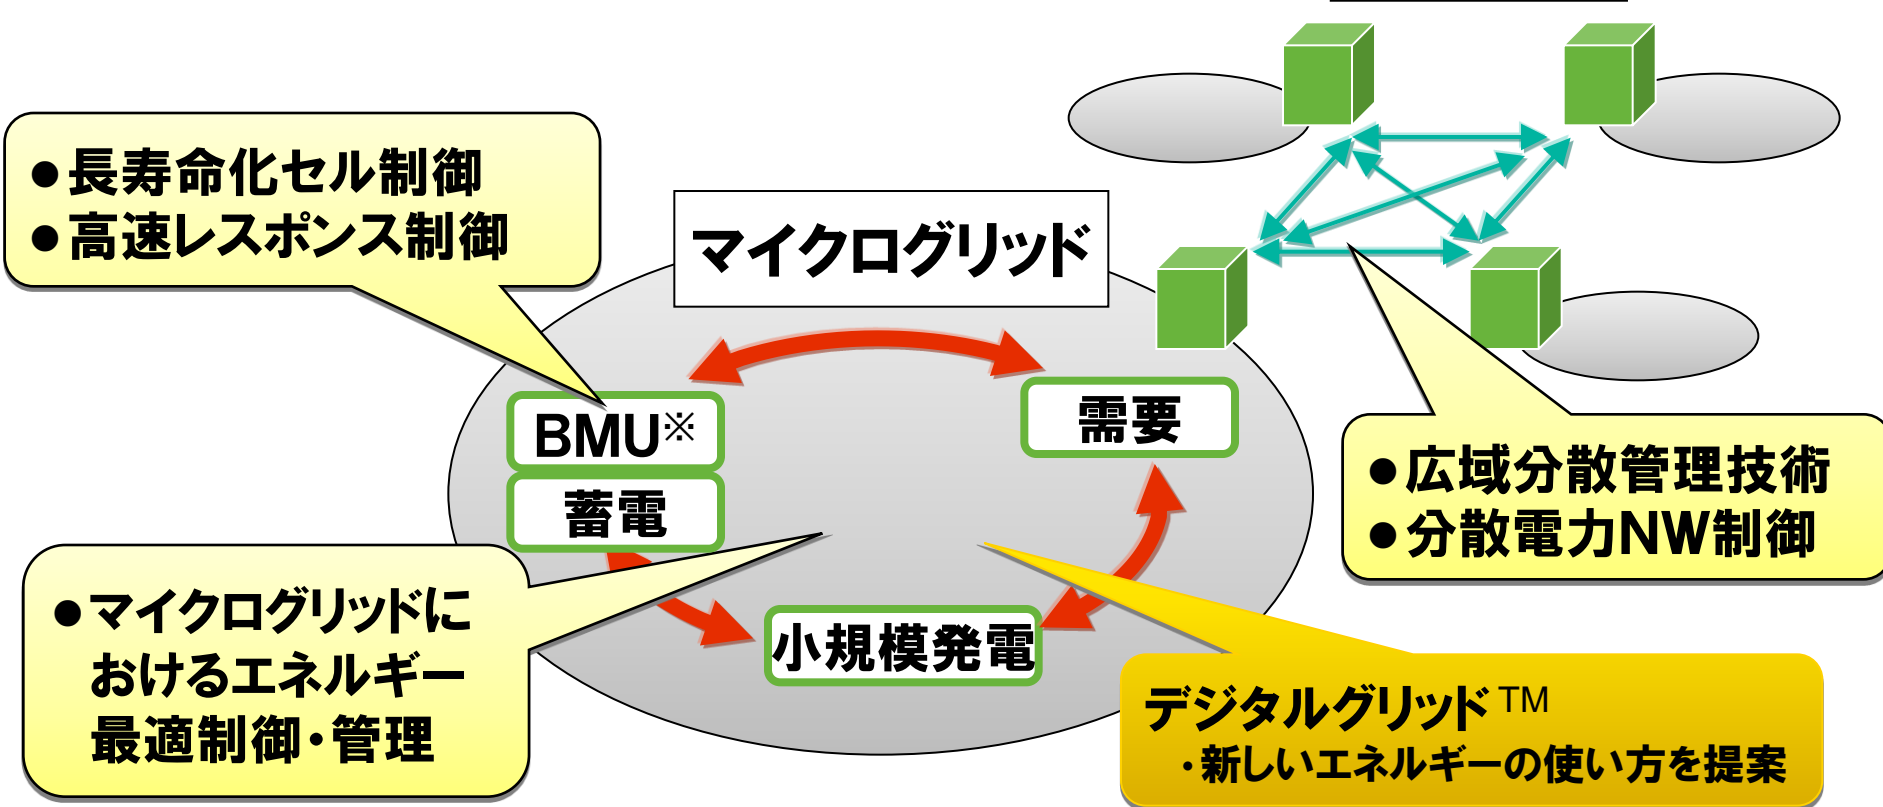 ●長寿命化セル制御
●高速レスポンス制御
マイクログリッド
BMU※
蓄電
需要
小規模発電
●広域分散管理技術
●分散電力NW制御
●マイクログリッドに
おけるエネルギー
最適制御・管理
デジタルグリッドTM
・新しいエネルギーの使い方を提案